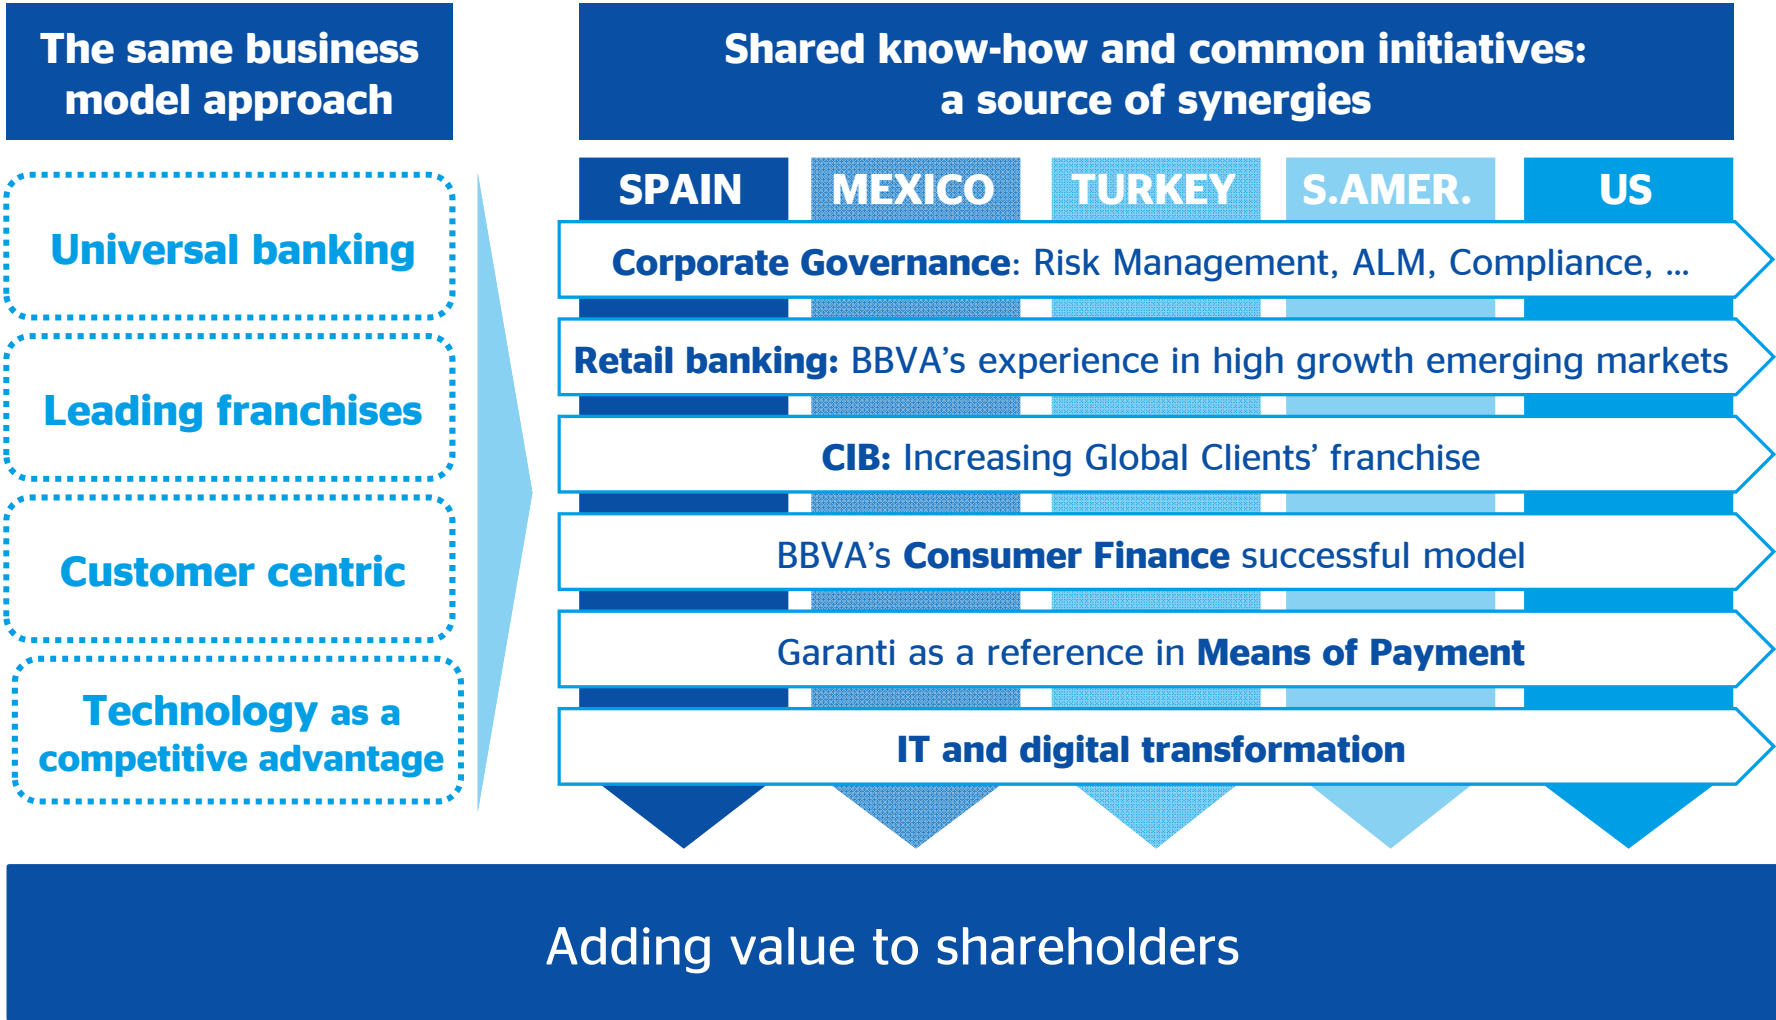 The same business
model approach
Universal banking
Leading franchises
Customer centric
Technology as a
competitive advantage
Shared know-how and common initiatives:
a source of synergies
SPAIN MEXICO TURKEY S.AMER. US
Corporate Governance: Risk Management, ALM, Compliance, ...
Retail banking: BBVA’s experience in high growth emerging markets
CIB: Increasing Global Clients’ franchise
BBVA’s Consumer Finance successful model
Garanti as a reference in Means of Payment
IT and digital transformation
Adding value to shareholders